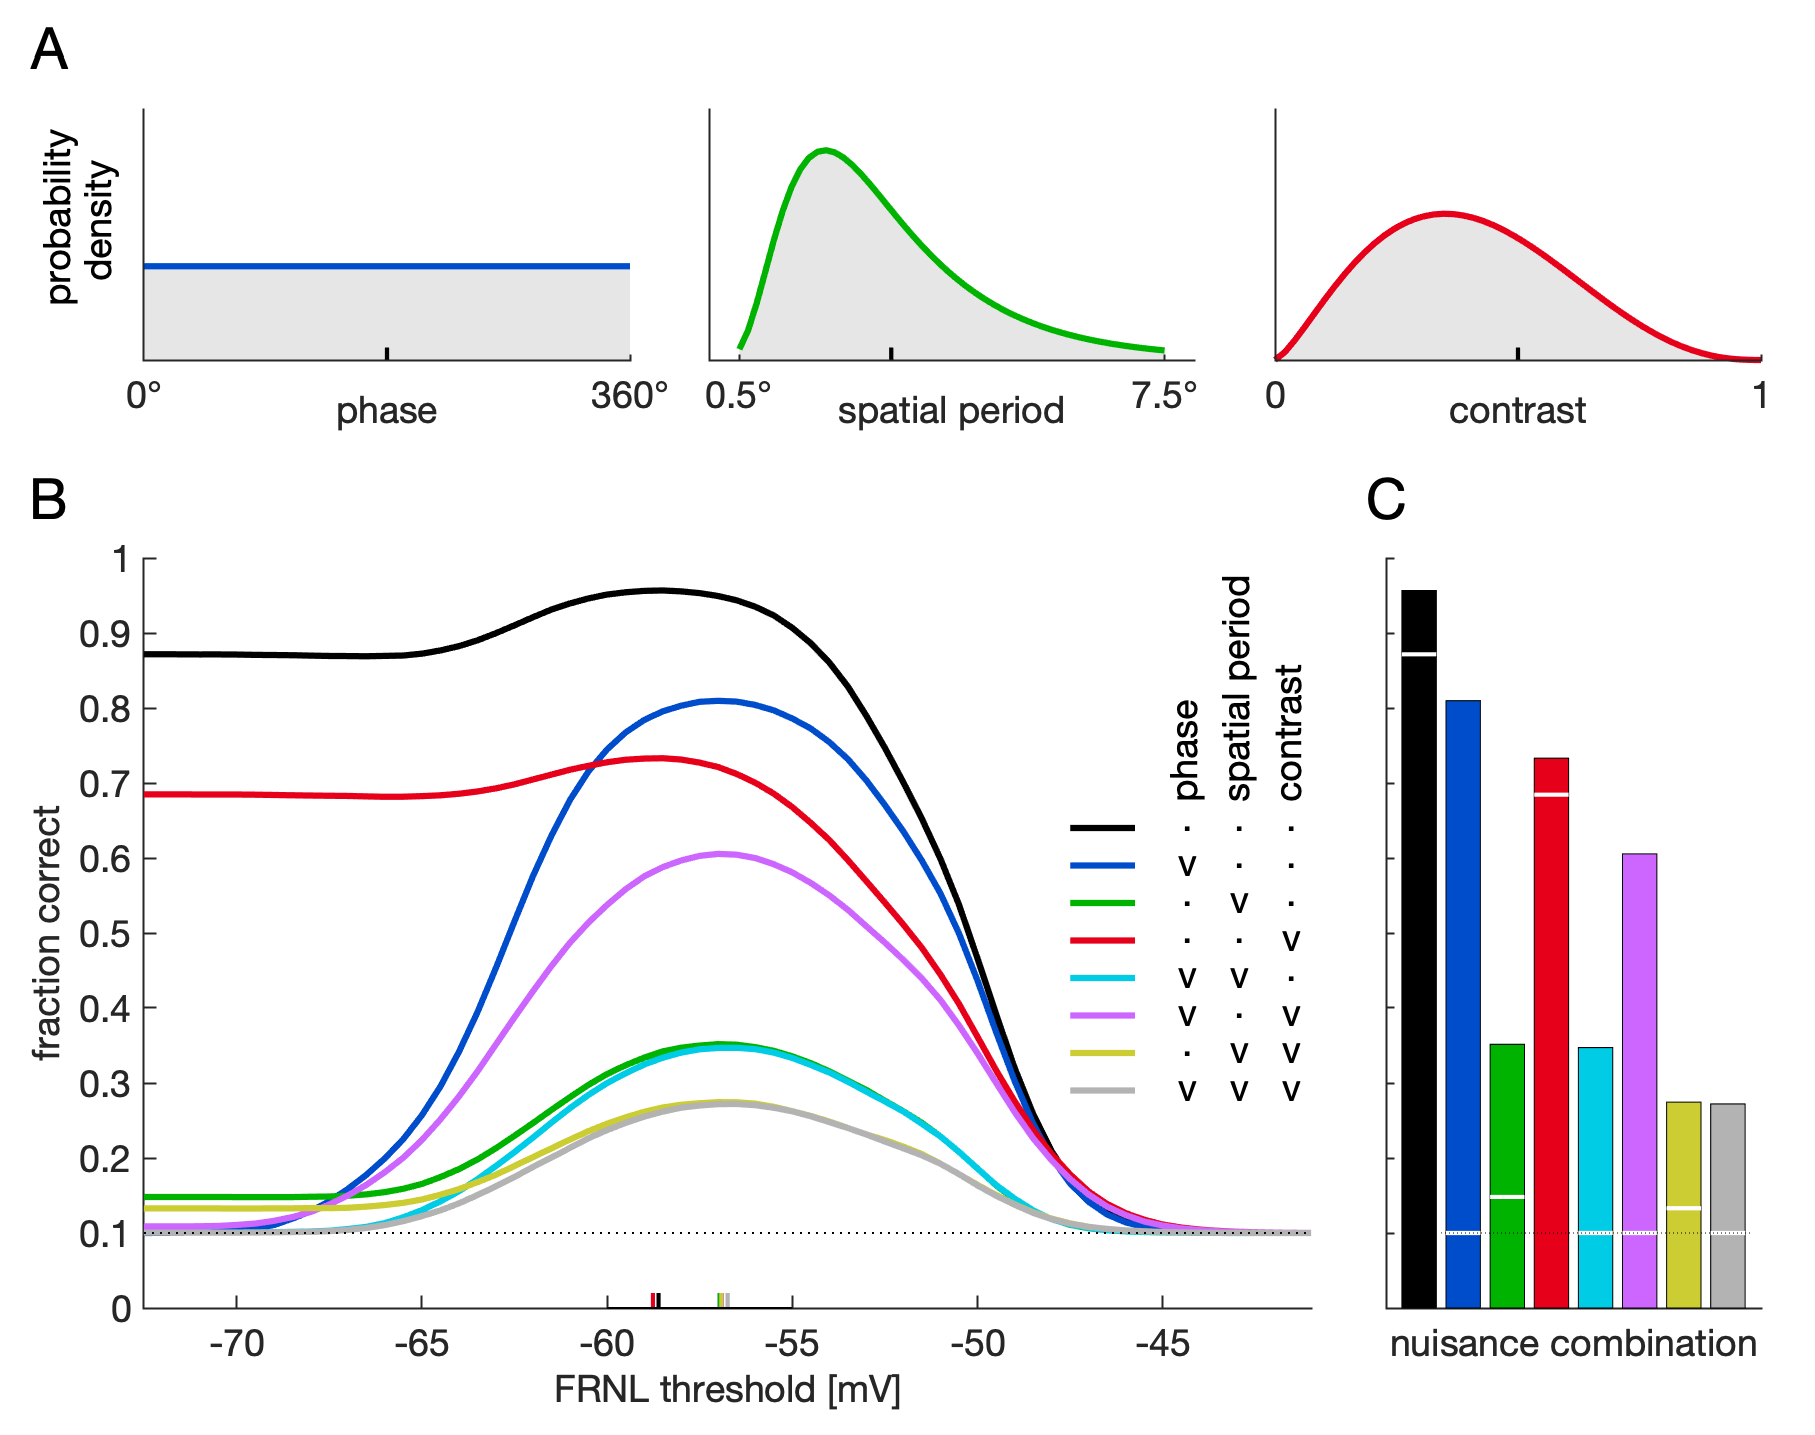 A
probability
density
0°
360°
phase
0.5°
7.5°
spatial period
0
1
contrast
B
1
0.9
0.8
0.7
0.6
0.5
0.4
0.3
0.2
0.1
0
fraction correct
-70
-65
-60
-55
-50
-45
FRNL threshold [mV]
phase
spatial period
contrast
· · ·
v · ·
· v ·
· · v
v v ·
v · v
· v v
v v v
C
nuisance combination